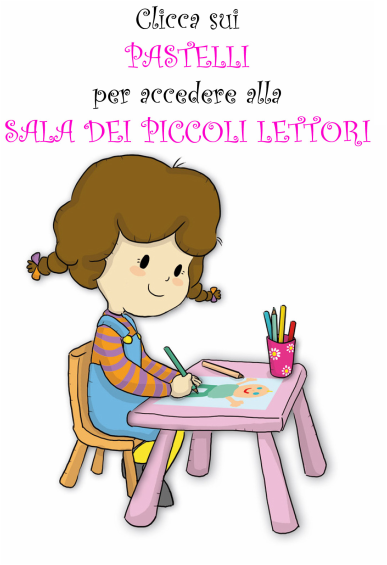 Clicca sui
PASTELLI
per accedere alla
SALA DEI PICCOLI LETTORI